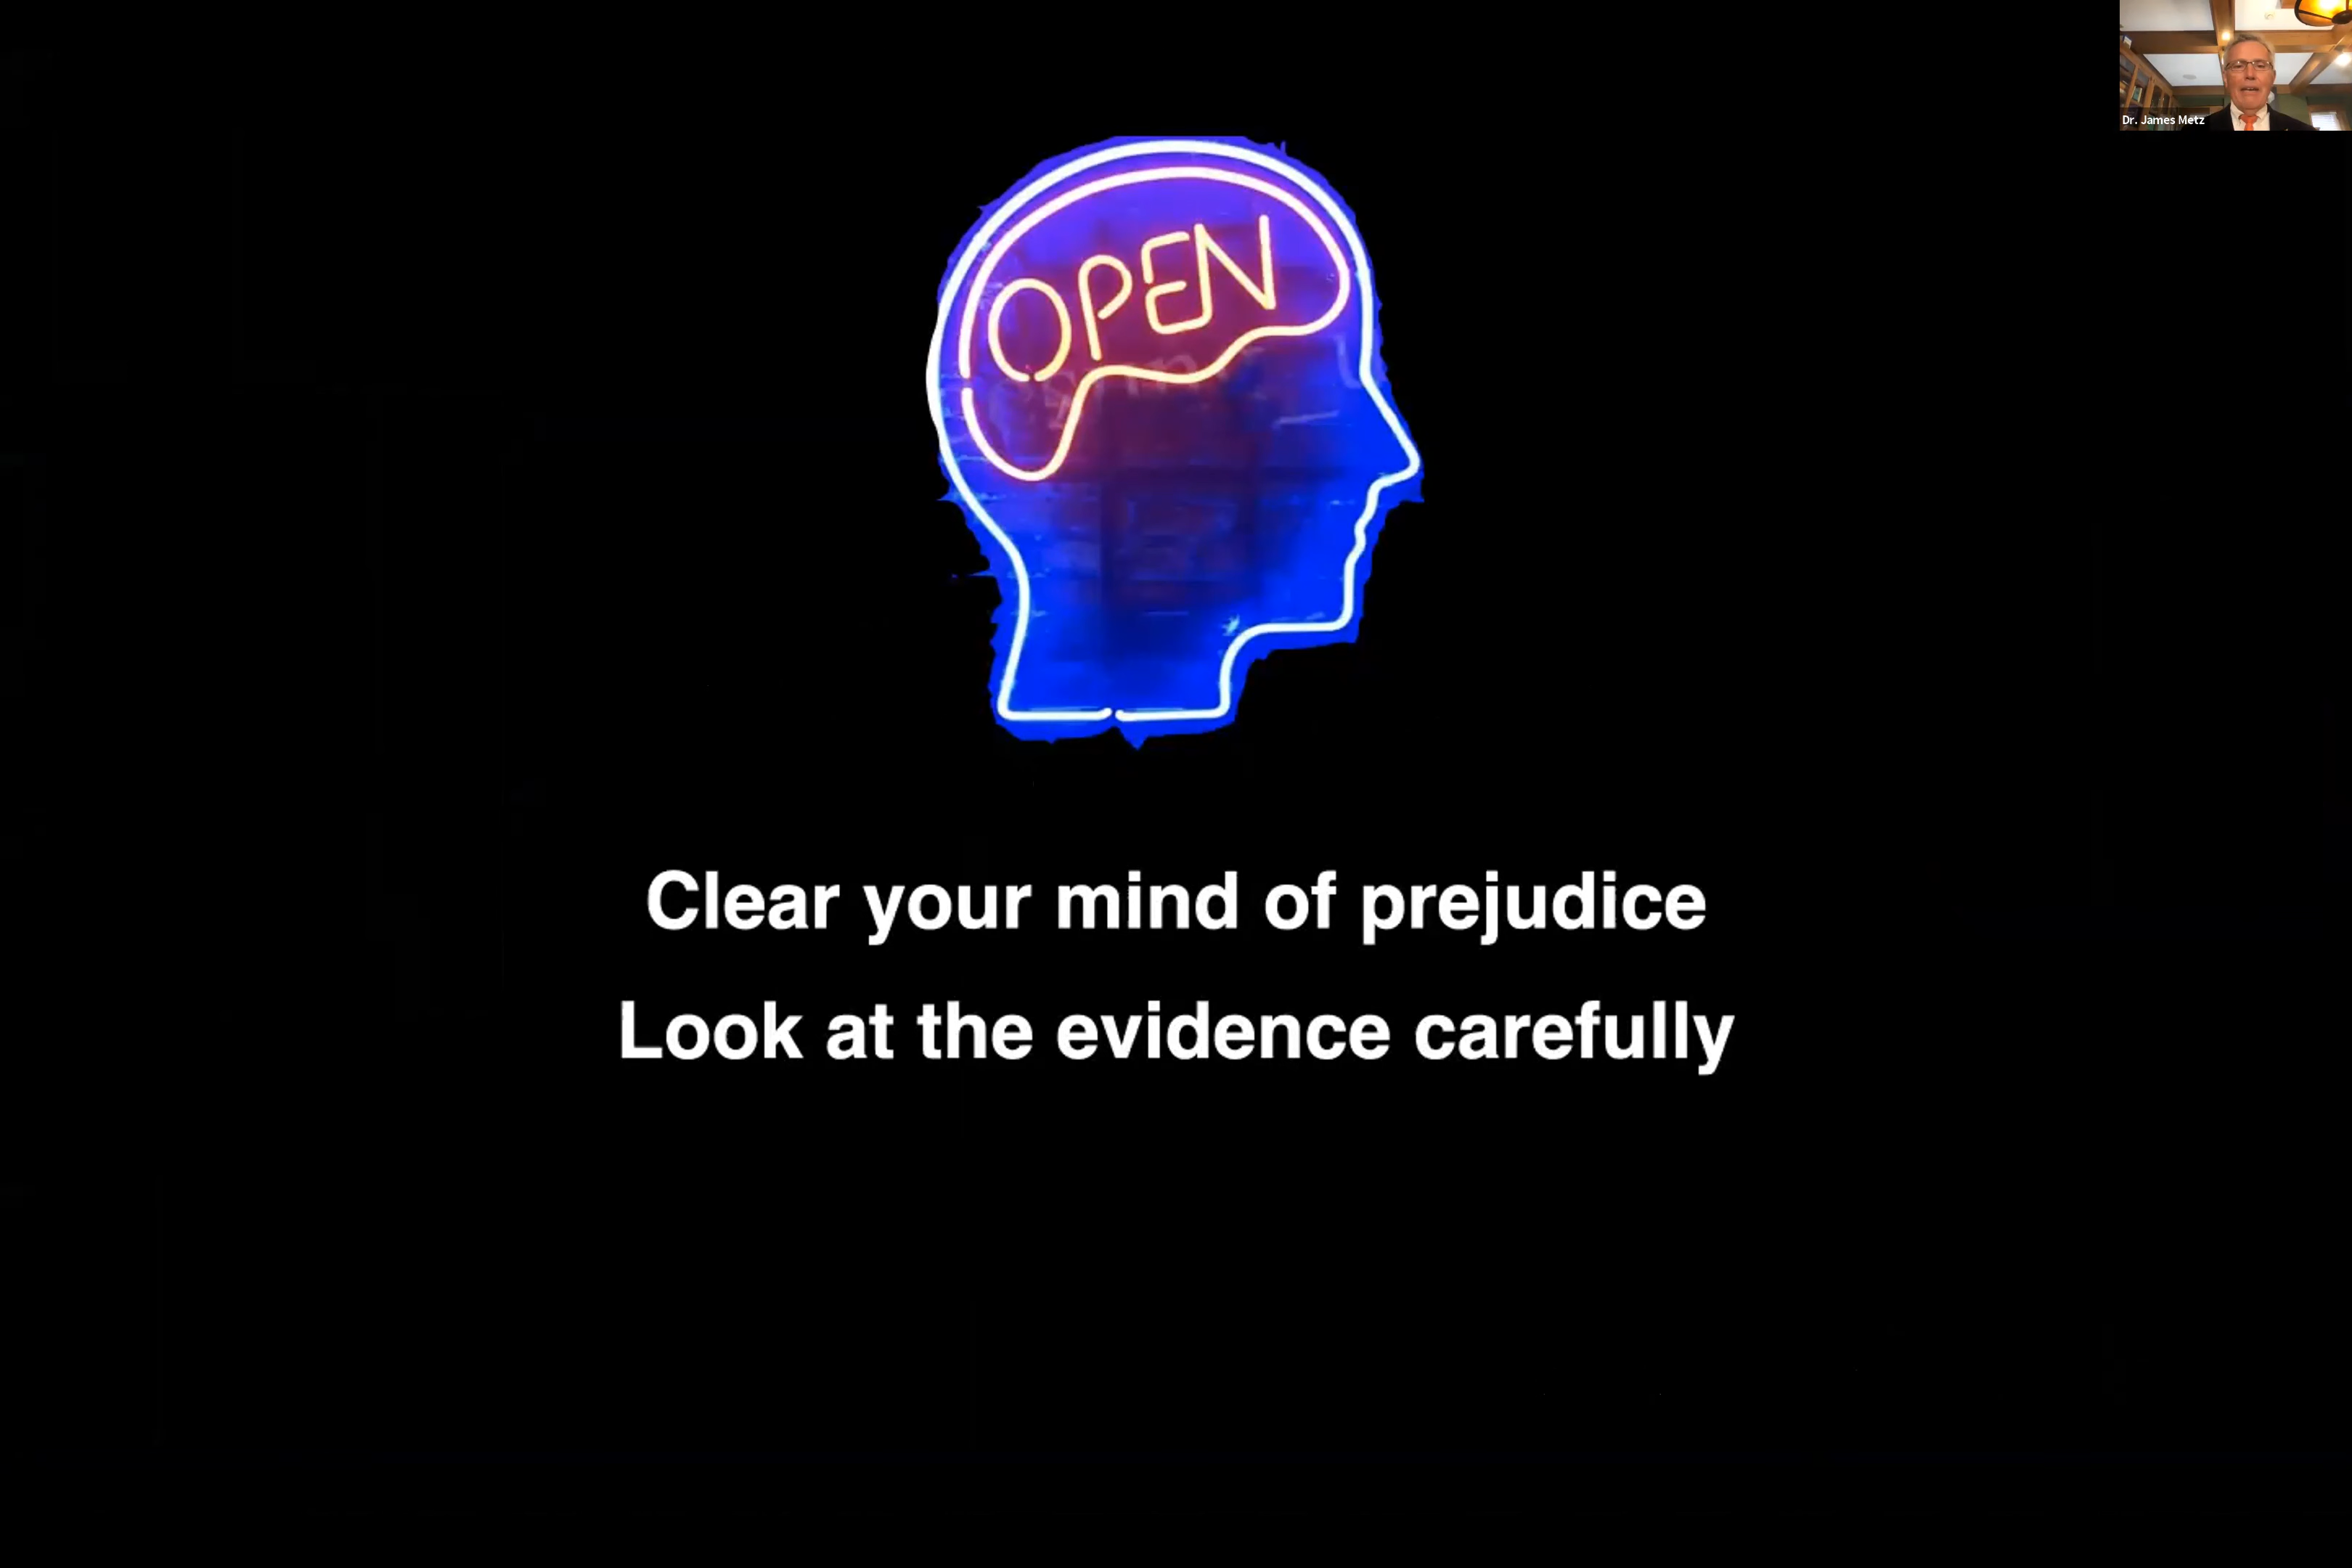 Dr. James Metz
OPEN
Clear your mind of prejudice
Look at the evidence carefully